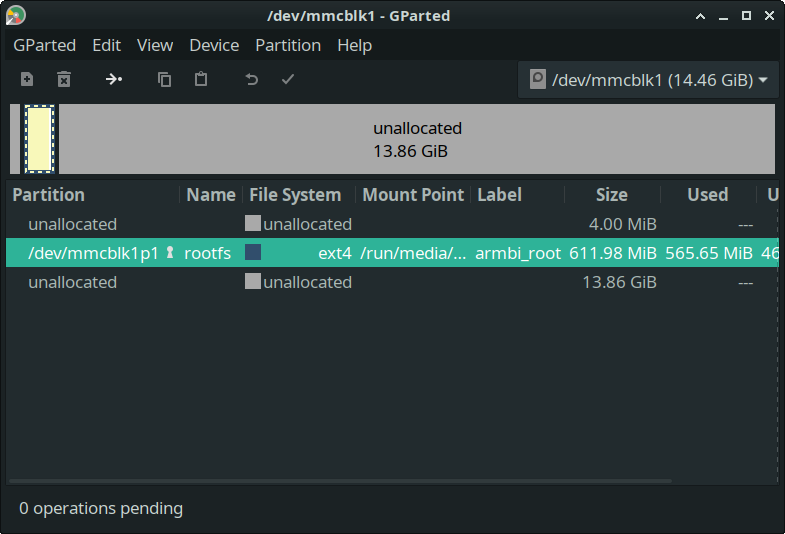 /dev/mmcblk1 - GParted
GParted Edit View Device Partition Help
/dev/mmcblk1 (14.46 GiB)
unallocated
13.86 GiB
Partition Name File System Mount Point Label Size Used U
unallocated unallocated 4.00 MiB ---
/dev/mmcblk1p1 rootfs ext4 /run/media/... armbi_root 611.98 MiB 565.65 MiB 46
unallocated unallocated 13.86 GiB ---
0 operations pending